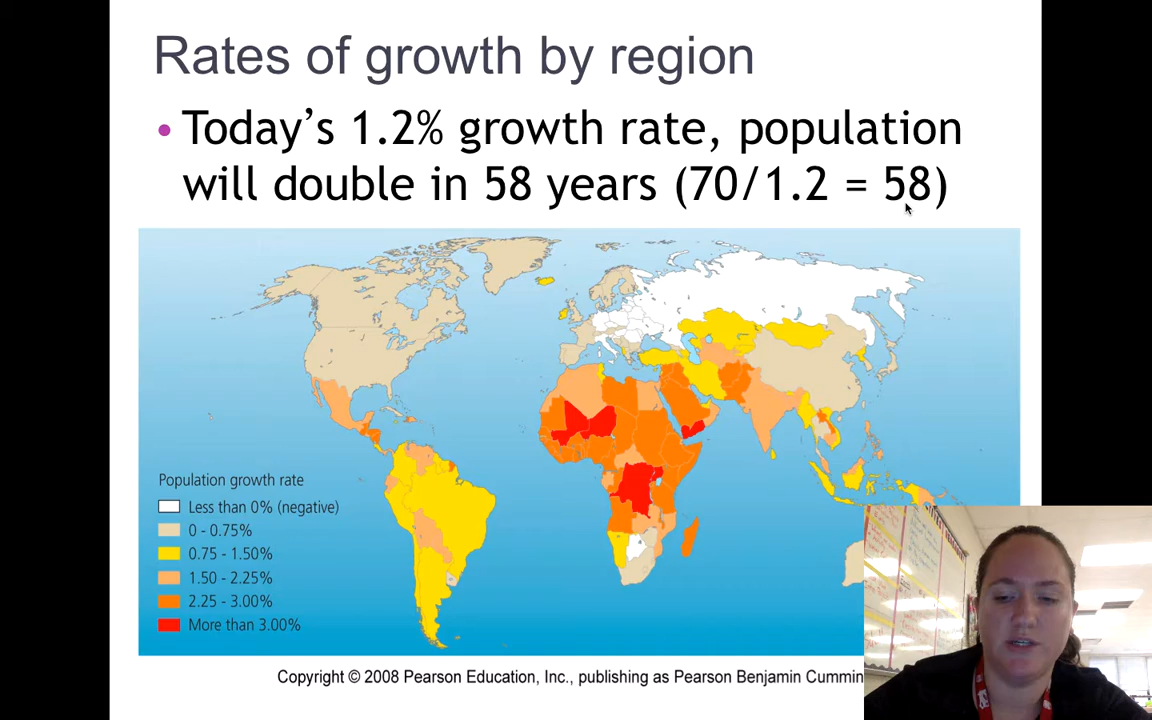 Rates of growth by region
• Today's 1.2% growth rate, population
will double in 58 years (70/1.2 = 58)
Population growth rate
Less than 0% (negative)
0 - 0.75%
0.75 - 1.50%
1.50 - 2.25%
2.25 - 3.00%
More than 3.00%
Copyright © 2008 Pearson Education, Inc., publishing as Pearson Benjamin Cummin